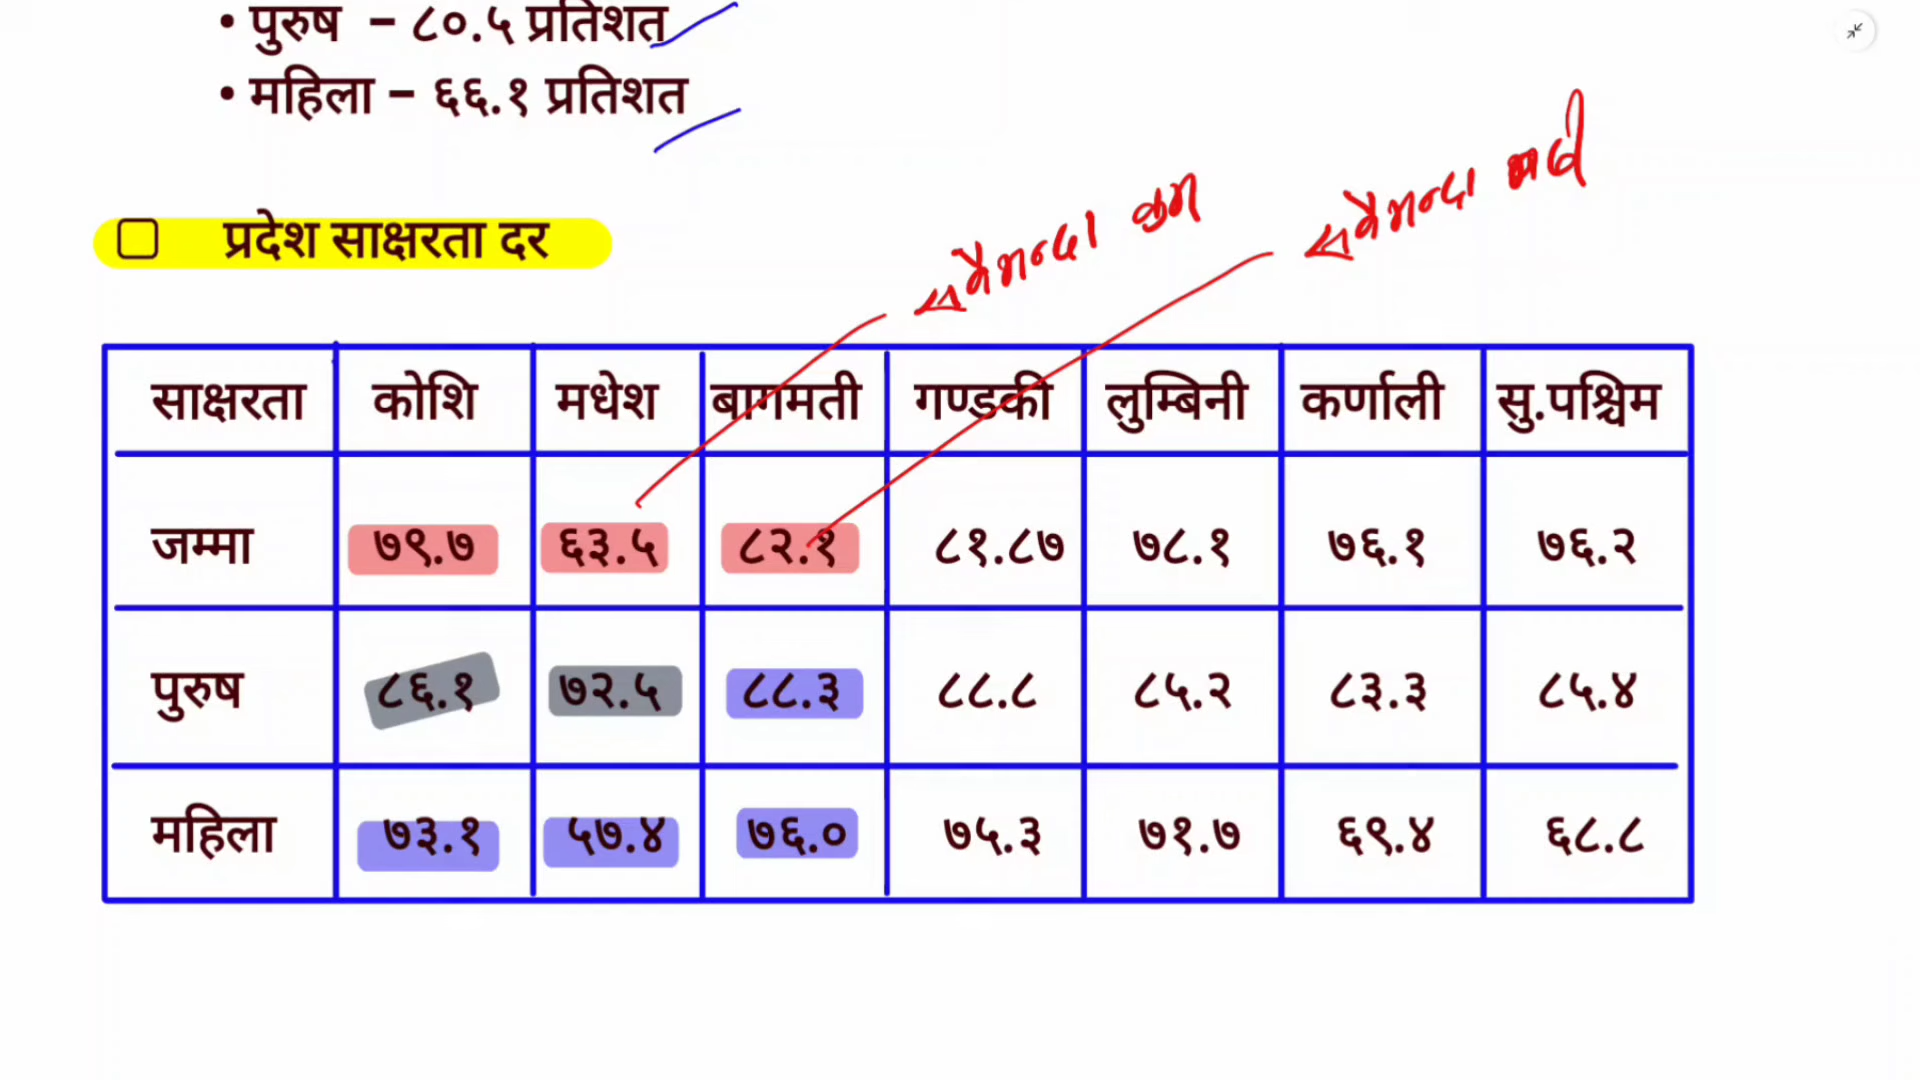 • पुरुष – ८०.५ प्रतिशत
• महिला – ६६.१ प्रतिशत
सबैभन्दा कम
सबैभन्दा बढी
प्रदेश साक्षरता दर
साक्षरता कोशि मधेश बागमती गण्डकी लुम्बिनी कर्णाली सु.पश्चिम
जम्मा ७९.७ ६३.५ ८२.१ ८१.८७ ७८.१ ७६.१ ७६.२
पुरुष ८६.१ ७२.५ ८८.३ ८८.८ ८५.२ ८३.३ ८५.४
महिला ७३.१ ५७.४ ७६.० ७५.३ ७१.७ ६९.४ ६८.८